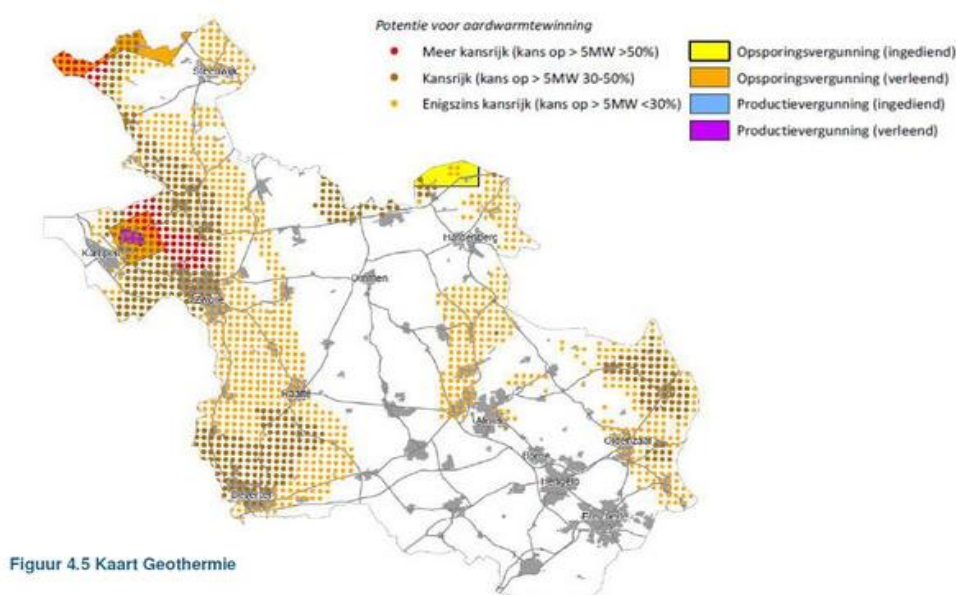 Potentie voor aardwarmtewinning
Meer kansrijk (kans op > 5MW >50%)
Kansrijk (kans op > 5MW 30-50%)
Enigszins kansrijk (kans op > 5MW <30%)
Opsporingsvergunning (ingediend)
Opsporingsvergunning (verleend)
Productievergunning (ingediend)
Productievergunning (verleend)
Steenwijk
Hardenberg
Kampen
Ommen
Zwolle
Raalte
Almelo
Oldenzaal
Borne
Hengelo
Deventer
Enschede
Figuur 4.5 Kaart Geothermie